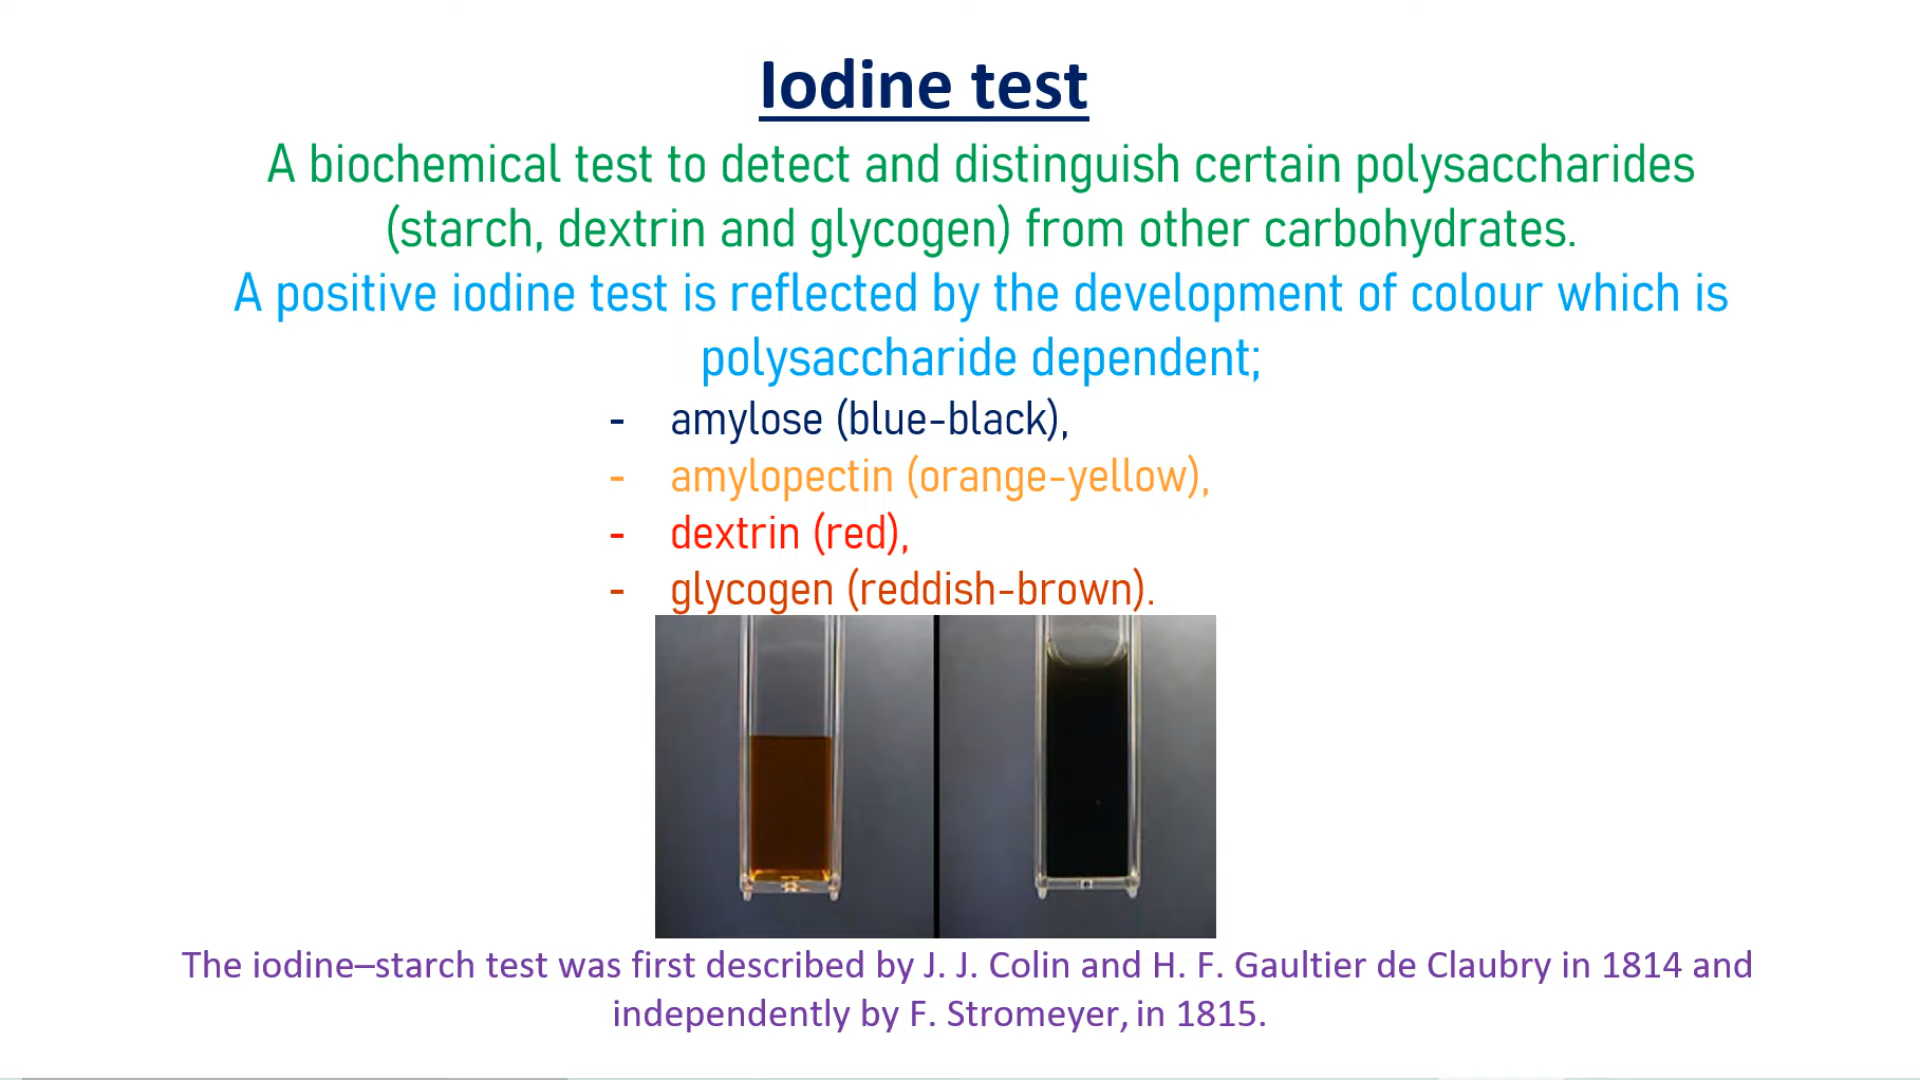 Iodine test
A biochemical test to detect and distinguish certain polysaccharides
(starch, dextrin and glycogen) from other carbohydrates.
A positive iodine test is reflected by the development of colour which is
polysaccharide dependent;
- amylose (blue-black),
- amylopectin (orange-yellow),
- dextrin (red),
- glycogen (reddish-brown).
The iodine–starch test was first described by J. J. Colin and H. F. Gaultier de Claubry in 1814 and
independently by F. Stromeyer, in 1815.